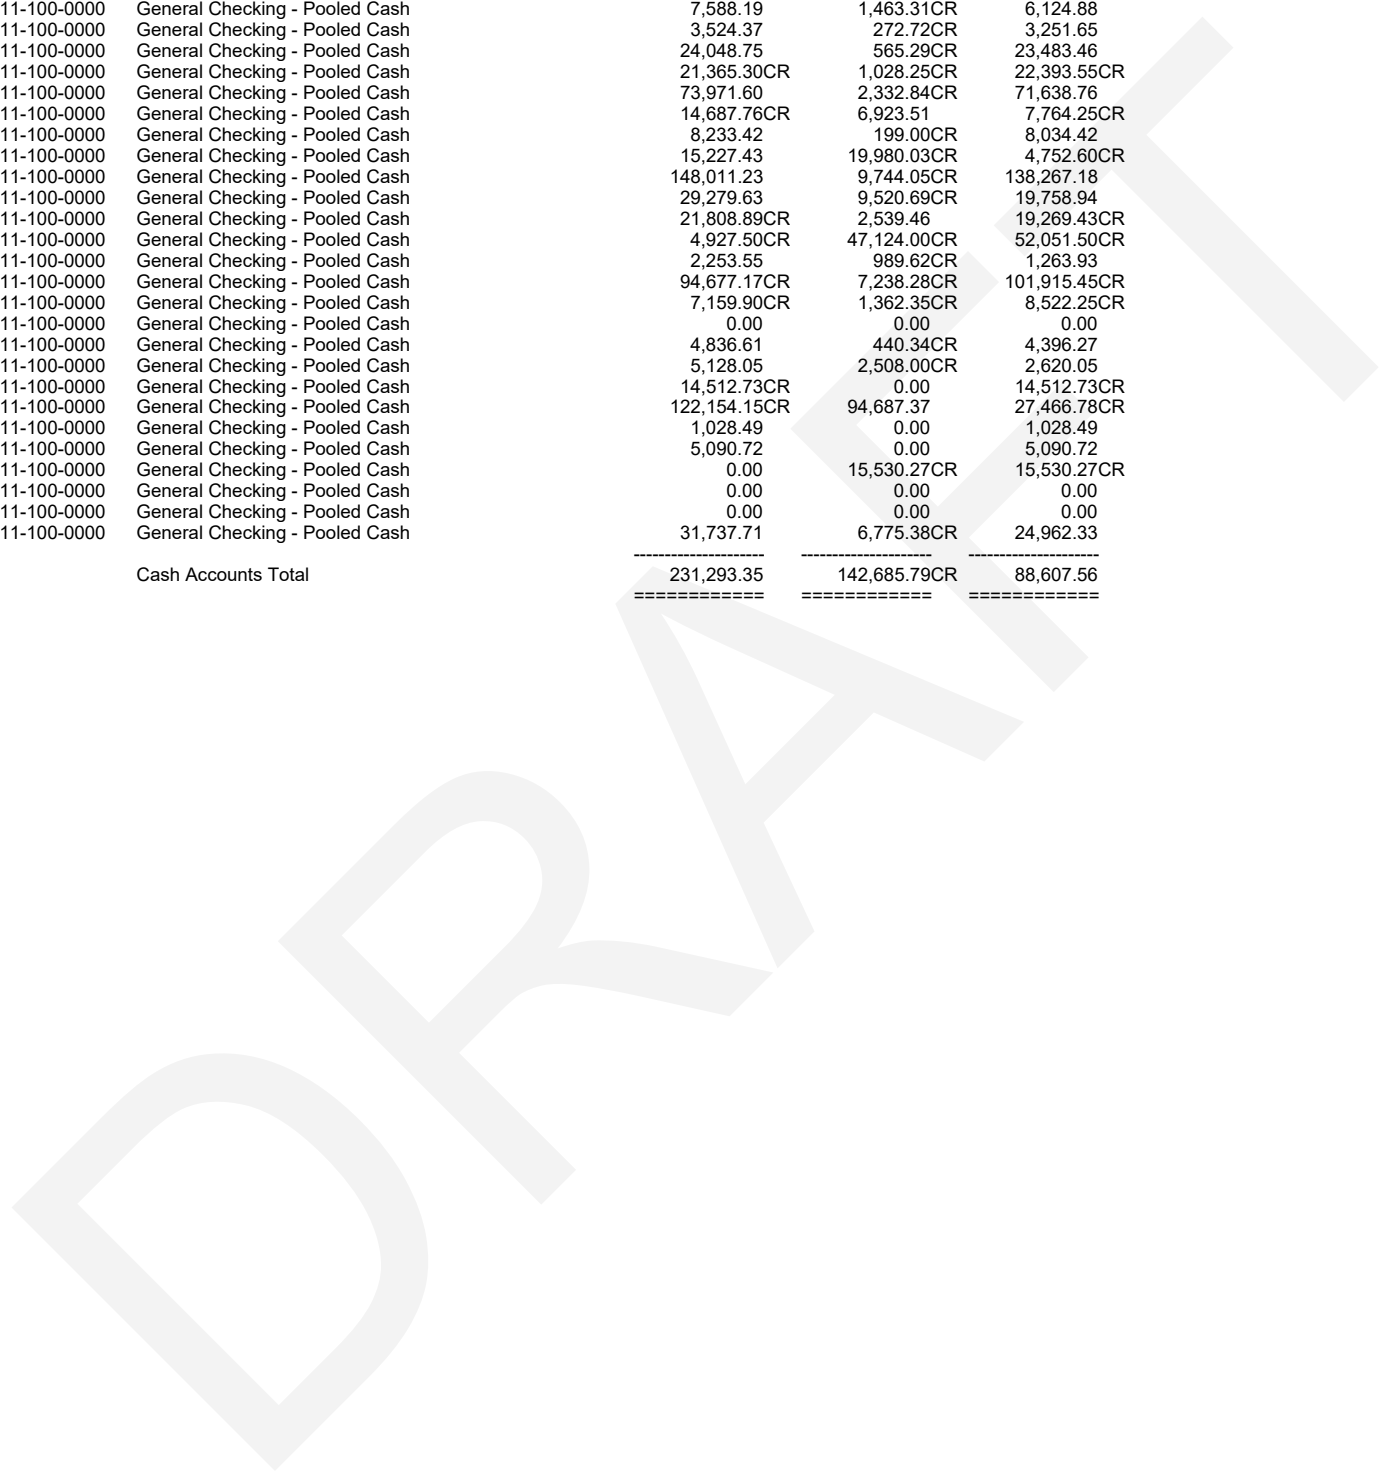 11-100-0000 General Checking - Pooled Cash 7,588.19 1,463.31CR 6,124.88
11-100-0000 General Checking - Pooled Cash 3,524.37 272.72CR 3,251.65
11-100-0000 General Checking - Pooled Cash 24,048.75 565.29CR 23,483.46
11-100-0000 General Checking - Pooled Cash 21,365.30CR 1,028.25CR 22,393.55CR
11-100-0000 General Checking - Pooled Cash 73,971.60 2,332.84CR 71,638.76
11-100-0000 General Checking - Pooled Cash 14,687.76CR 6,923.51 7,764.25CR
11-100-0000 General Checking - Pooled Cash 8,233.42 199.00CR 8,034.42
11-100-0000 General Checking - Pooled Cash 15,227.43 19,980.03CR 4,752.60CR
11-100-0000 General Checking - Pooled Cash 148,011.23 9,744.05CR 138,267.18
11-100-0000 General Checking - Pooled Cash 29,279.63 9,520.69CR 19,758.94
11-100-0000 General Checking - Pooled Cash 21,808.89CR 2,539.46 19,269.43CR
11-100-0000 General Checking - Pooled Cash 4,927.50CR 47,124.00CR 52,051.50CR
11-100-0000 General Checking - Pooled Cash 2,253.55 989.62CR 1,263.93
11-100-0000 General Checking - Pooled Cash 94,677.17CR 7,238.28CR 101,915.45CR
11-100-0000 General Checking - Pooled Cash 7,159.90CR 1,362.35CR 8,522.25CR
11-100-0000 General Checking - Pooled Cash 0.00 0.00 0.00
11-100-0000 General Checking - Pooled Cash 4,836.61 440.34CR 4,396.27
11-100-0000 General Checking - Pooled Cash 5,128.05 2,508.00CR 2,620.05
11-100-0000 General Checking - Pooled Cash 14,512.73CR 0.00 14,512.73CR
11-100-0000 General Checking - Pooled Cash 122,154.15CR 94,687.37 27,466.78CR
11-100-0000 General Checking - Pooled Cash 1,028.49 0.00 1,028.49
11-100-0000 General Checking - Pooled Cash 5,090.72 0.00 5,090.72
11-100-0000 General Checking - Pooled Cash 0.00 15,530.27CR 15,530.27CR
11-100-0000 General Checking - Pooled Cash 0.00 0.00 0.00
11-100-0000 General Checking - Pooled Cash 0.00 0.00 0.00
11-100-0000 General Checking - Pooled Cash 31,737.71 6,775.38CR 24,962.33
--------------------- --------------------- ---------------------
Cash Accounts Total 231,293.35 142,685.79CR 88,607.56
============ ============ ============
DRAFT